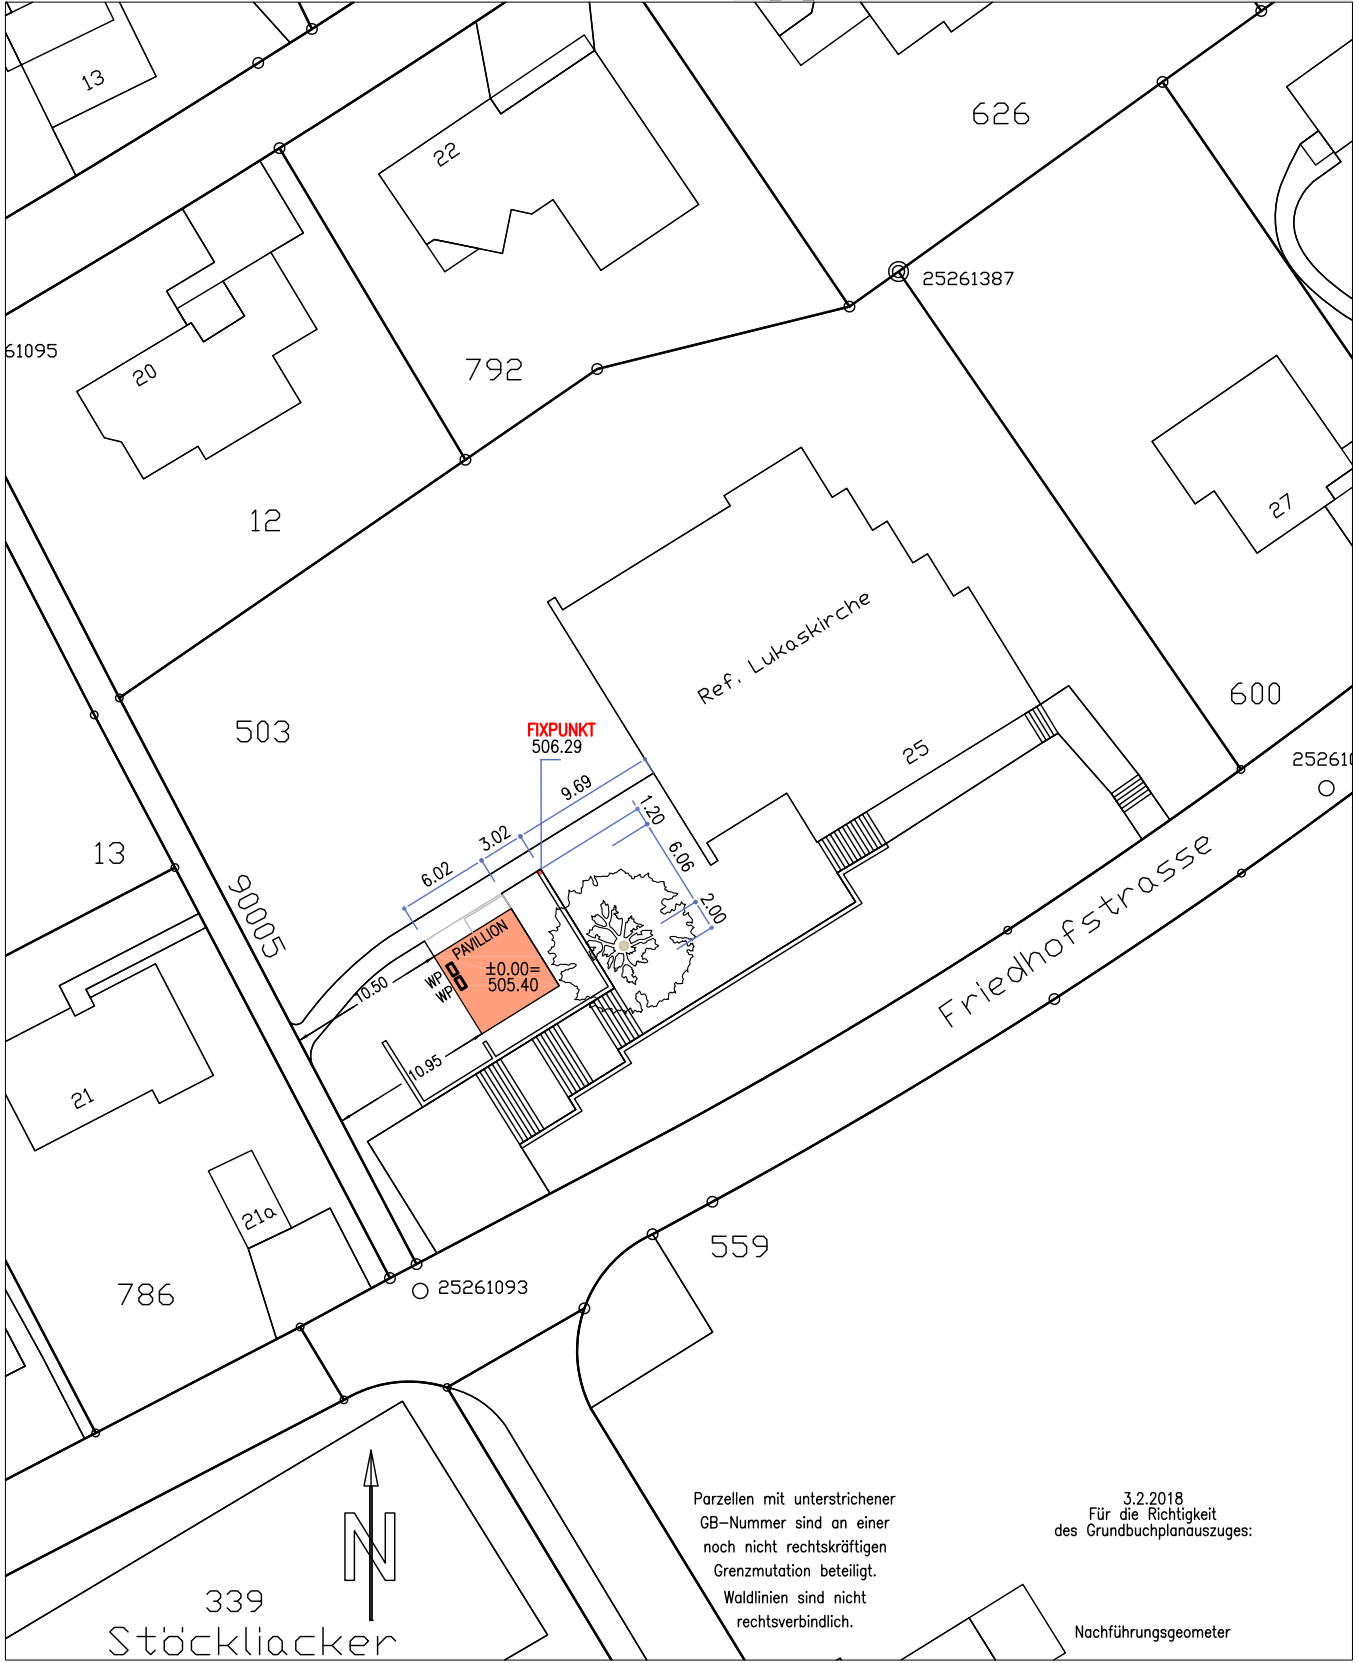 13
22
626
25261387
61095
20
792
12
27
Ref. Lukaskirche
600
503
FIXPUNKT
506.29
25
252610
9.69
1.20
3.02
6.06
6.02
2.00
13
90005
PAVILLION
WP
WP
±0.00=
505.40
10.50
10.95
Friedhofstrasse
21
21a
559
786
25261093
N
339
Stöckliacker
Parzellen mit unterstrichener
GB-Nummer sind an einer
noch nicht rechtskräftigen
Grenzmutation beteiligt.
Waldlinien sind nicht
rechtsverbindlich.
3.2.2018
Für die Richtigkeit
des Grundbuchplanauszuges:
Nachführungsgeometer